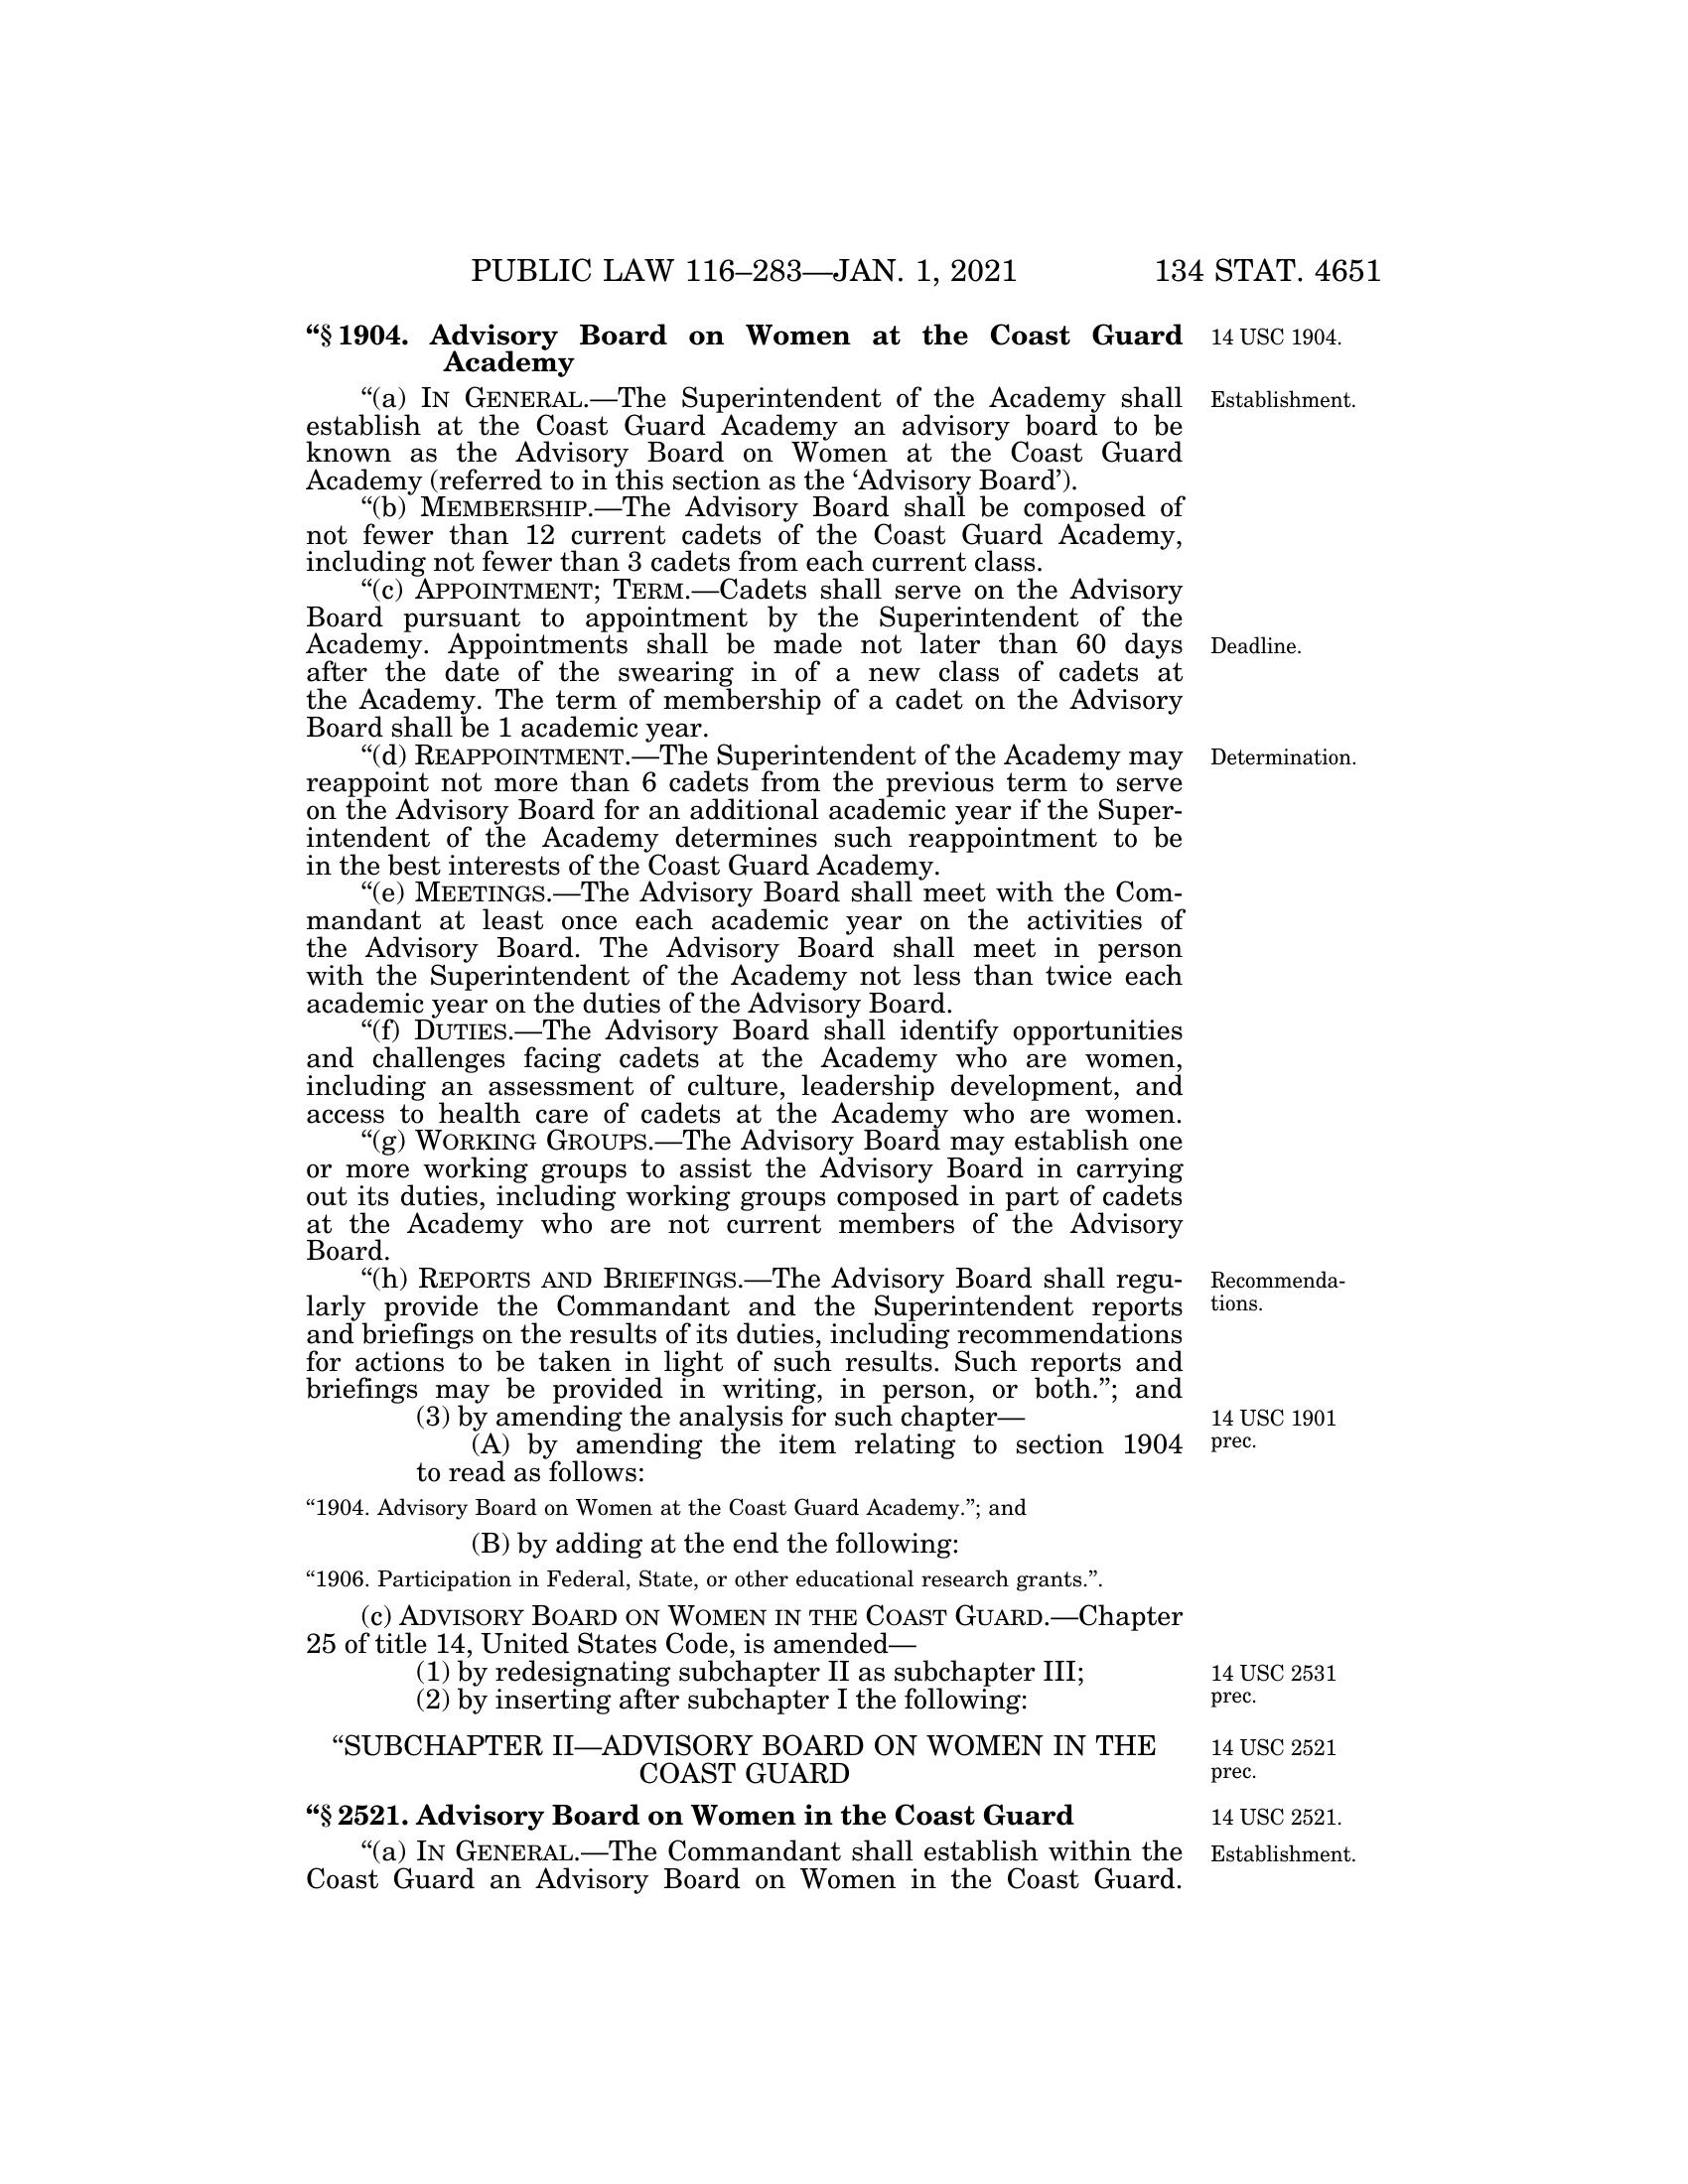 PUBLIC LAW 116–283—JAN. 1, 2021 134 STAT. 4651
“§ 1904. Advisory Board on Women at the Coast Guard
Academy
14 USC 1904.
“(a) IN GENERAL.—The Superintendent of the Academy shall
establish at the Coast Guard Academy an advisory board to be
known as the Advisory Board on Women at the Coast Guard
Academy (referred to in this section as the ‘Advisory Board’).
Establishment.
“(b) MEMBERSHIP.—The Advisory Board shall be composed of
not fewer than 12 current cadets of the Coast Guard Academy,
including not fewer than 3 cadets from each current class.
“(c) APPOINTMENT; TERM.—Cadets shall serve on the Advisory
Board pursuant to appointment by the Superintendent of the
Academy. Appointments shall be made not later than 60 days
after the date of the swearing in of a new class of cadets at
the Academy. The term of membership of a cadet on the Advisory
Board shall be 1 academic year.
Deadline.
“(d) REAPPOINTMENT.—The Superintendent of the Academy may
reappoint not more than 6 cadets from the previous term to serve
on the Advisory Board for an additional academic year if the Super-
intendent of the Academy determines such reappointment to be
in the best interests of the Coast Guard Academy.
Determination.
“(e) MEETINGS.—The Advisory Board shall meet with the Com-
mandant at least once each academic year on the activities of
the Advisory Board. The Advisory Board shall meet in person
with the Superintendent of the Academy not less than twice each
academic year on the duties of the Advisory Board.
“(f) DUTIES.—The Advisory Board shall identify opportunities
and challenges facing cadets at the Academy who are women,
including an assessment of culture, leadership development, and
access to health care of cadets at the Academy who are women.
“(g) WORKING GROUPS.—The Advisory Board may establish one
or more working groups to assist the Advisory Board in carrying
out its duties, including working groups composed in part of cadets
at the Academy who are not current members of the Advisory
Board.
“(h) REPORTS AND BRIEFINGS.—The Advisory Board shall regu-
larly provide the Commandant and the Superintendent reports
and briefings on the results of its duties, including recommendations
for actions to be taken in light of such results. Such reports and
briefings may be provided in writing, in person, or both.”; and
Recommenda-
tions.
(3) by amending the analysis for such chapter—
(A) by amending the item relating to section 1904
to read as follows:
14 USC 1901
prec.
“1904. Advisory Board on Women at the Coast Guard Academy.”; and
(B) by adding at the end the following:
“1906. Participation in Federal, State, or other educational research grants.”.
(c) ADVISORY BOARD ON WOMEN IN THE COAST GUARD.—Chapter
25 of title 14, United States Code, is amended—
(1) by redesignating subchapter II as subchapter III;
(2) by inserting after subchapter I the following:
14 USC 2531
prec.
“SUBCHAPTER II—ADVISORY BOARD ON WOMEN IN THE
COAST GUARD
14 USC 2521
prec.
“§ 2521. Advisory Board on Women in the Coast Guard
14 USC 2521.
“(a) IN GENERAL.—The Commandant shall establish within the
Coast Guard an Advisory Board on Women in the Coast Guard.
Establishment.